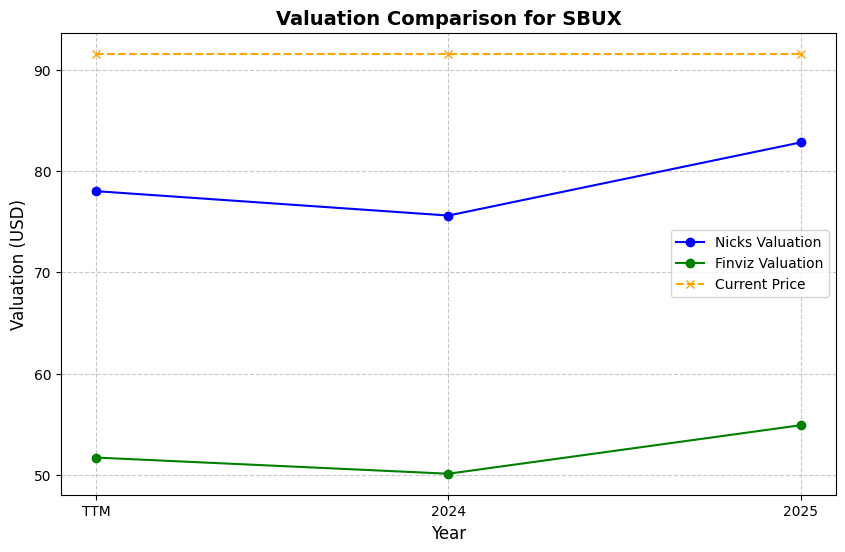 Valuation Comparison for SBUX
Valuation (USD)
90
80
70
60
50
Nicks Valuation
Finviz Valuation
Current Price
TTM
2024
2025
Year